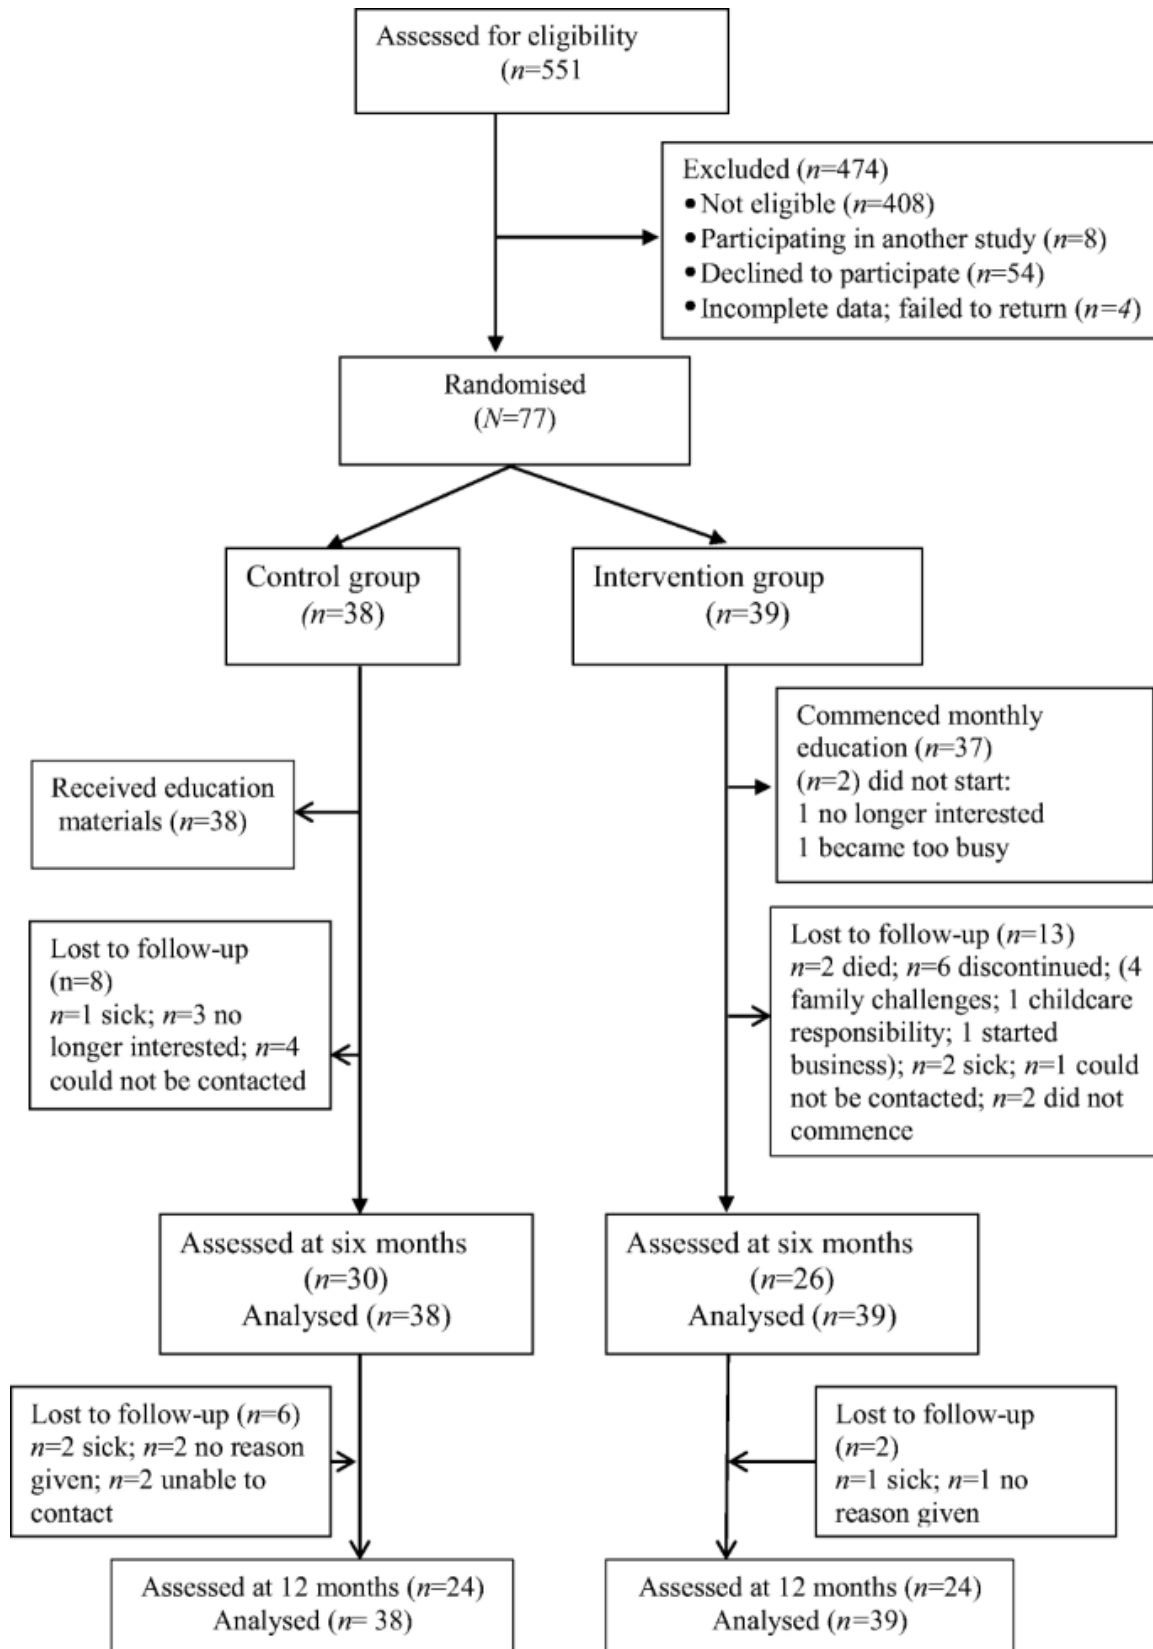 Assessed for eligibility
(n=551
Excluded (n=474)
•Not eligible (n=408)
•Participating in another study (n=8)
•Declined to participate (n=54)
•Incomplete data; failed to return (n=4)
Randomised
(N=77)
Control group
(n=38)
Intervention group
(n=39)
Commenced monthly
education (n=37)
(n=2) did not start:
1 no longer interested
1 became too busy
Received education
materials (n=38)
Lost to follow-up
(n=8)
n=1 sick; n=3 no
longer interested; n=4
could not be contacted
Lost to follow-up (n=13)
n=2 died; n=6 discontinued; (4
family challenges; 1 childcare
responsibility; 1 started
business); n=2 sick; n=1 could
not be contacted; n=2 did not
commence
Assessed at six months
(n=30)
Analysed (n=38)
Assessed at six months
(n=26)
Analysed (n=39)
Lost to follow-up (n=6)
n=2 sick; n=2 no reason
given; n=2 unable to
contact
Lost to follow-up
(n=2)
n=1 sick; n=1 no
reason given
Assessed at 12 months (n=24)
Analysed (n= 38)
Assessed at 12 months (n=24)
Analysed (n=39)